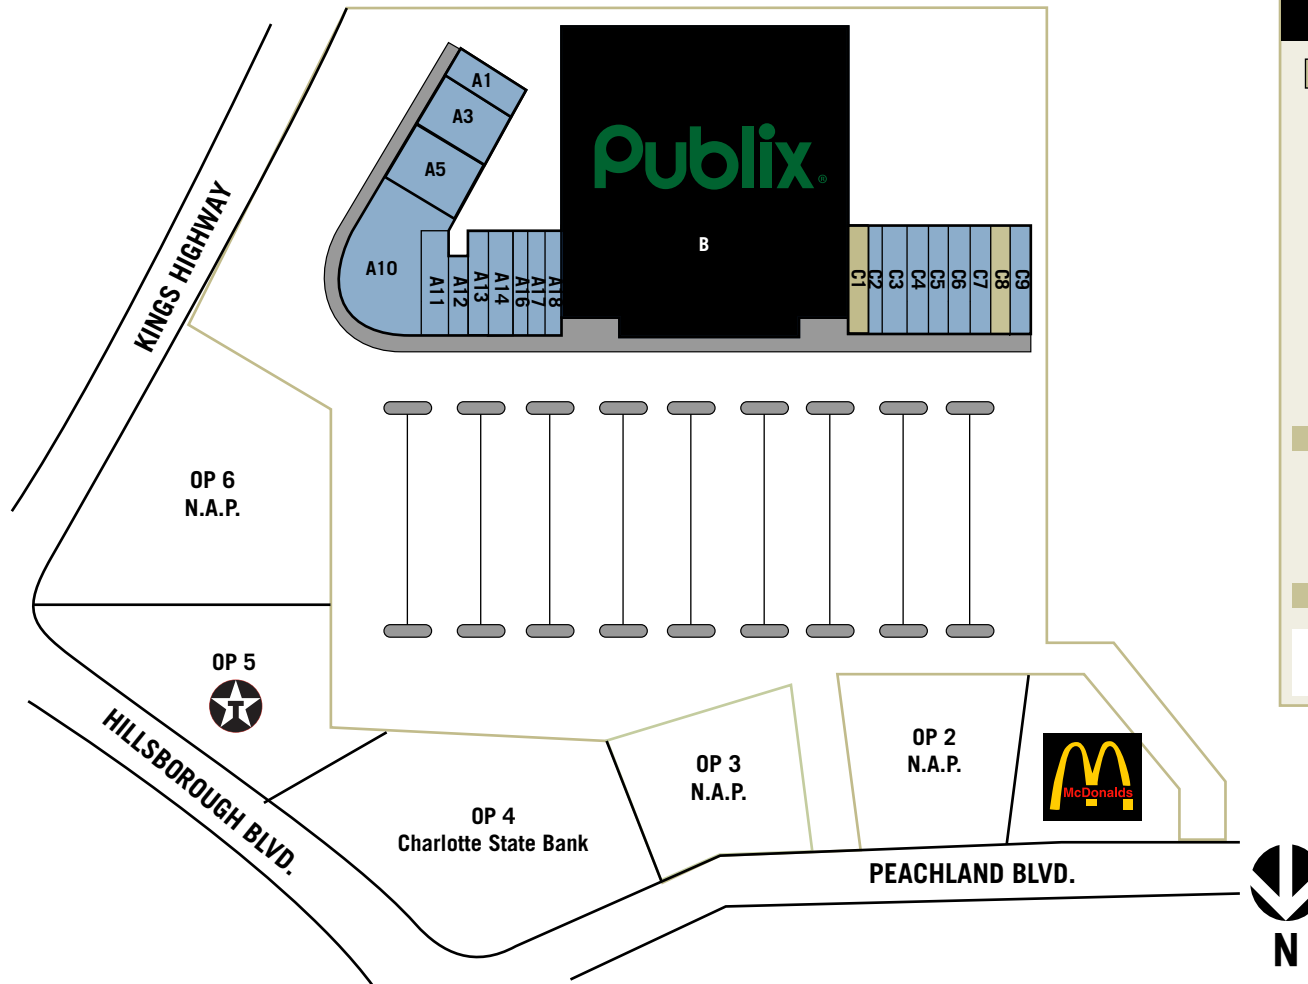 A1
A3
A5
A10
A11
A12
A13
A14
A16
A17
A18
Publix®
B
C1
C2
C3
C4
C5
C6
C7
C8
C9
KINGS HIGHWAY
OP 6
N.A.P.
OP 5
T
HILLSBOROUGH BLVD.
OP 4
Charlotte State Bank
OP 3
N.A.P.
OP 2
N.A.P.
McDonalds
PEACHLAND BLVD.
N